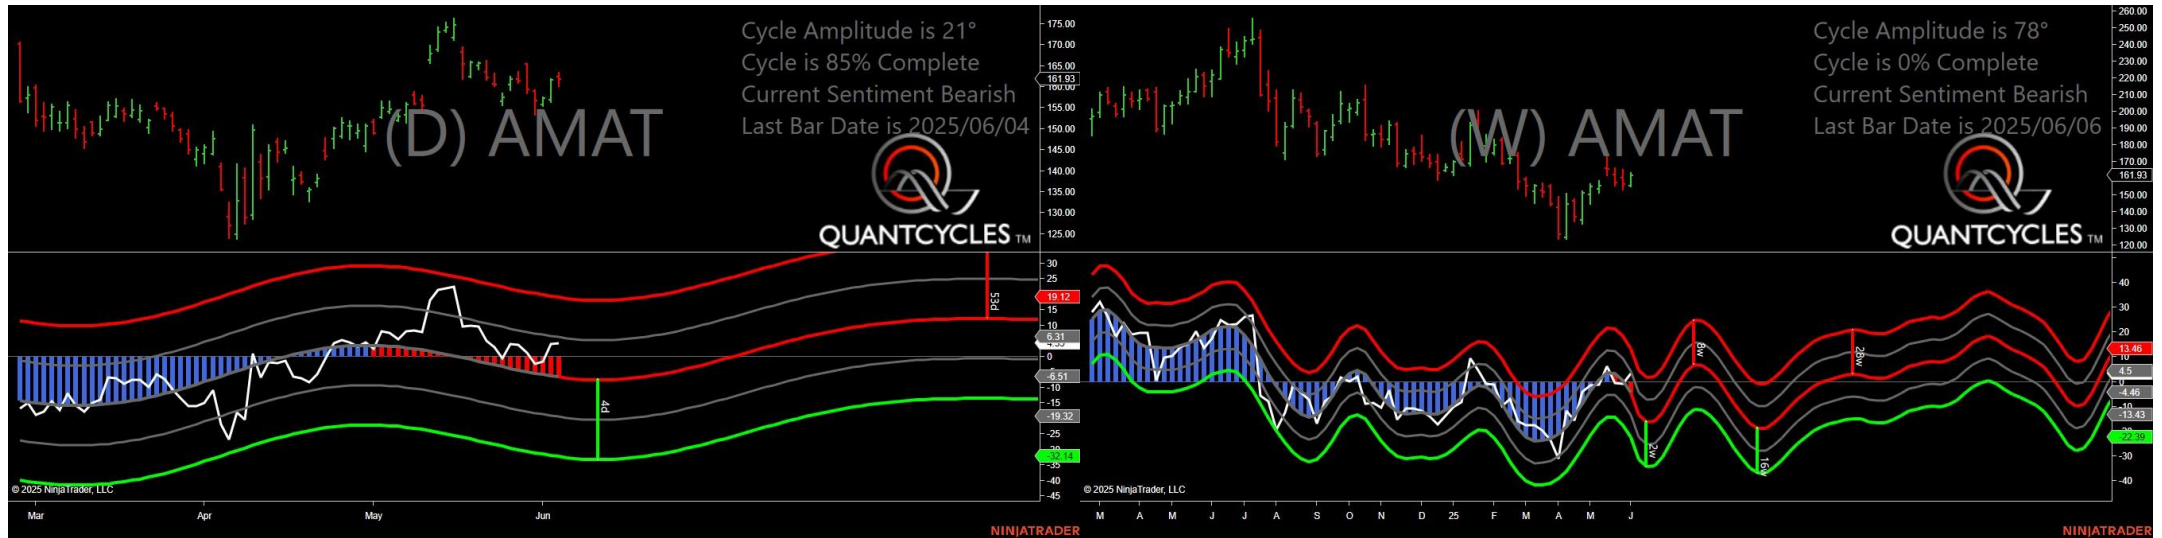 Cycle Amplitude is 21°
Cycle is 85% Complete
Current Sentiment Bearish
Last Bar Date is 2025/06/04
(D) AMAT
QUANTCYCLES TM
175.00
170.00
165.00
161.93
160.00
155.00
150.00
145.00
140.00
135.00
130.00
125.00
30
25
19.12
15
10
6.31
0
-6.51
-10
-15
-19.32
-25
-32.14
-35
-40
-45
53d
4d
© 2025 NinjaTrader, LLC
Mar Apr May Jun
NINJATRADER
Cycle Amplitude is 78°
Cycle is 0% Complete
Current Sentiment Bearish
Last Bar Date is 2025/06/06
(W) AMAT
QUANTCYCLES TM
260.00
250.00
240.00
230.00
220.00
210.00
200.00
190.00
180.00
170.00
161.93
150.00
140.00
130.00
120.00
40
30
20
13.46
10
4.5
0
-4.46
-13.43
-22.39
-30
-40
8w
28w
2w
16w
© 2025 NinjaTrader, LLC
M A M J J A S O N D 25 F M A M J
NINJATRADER